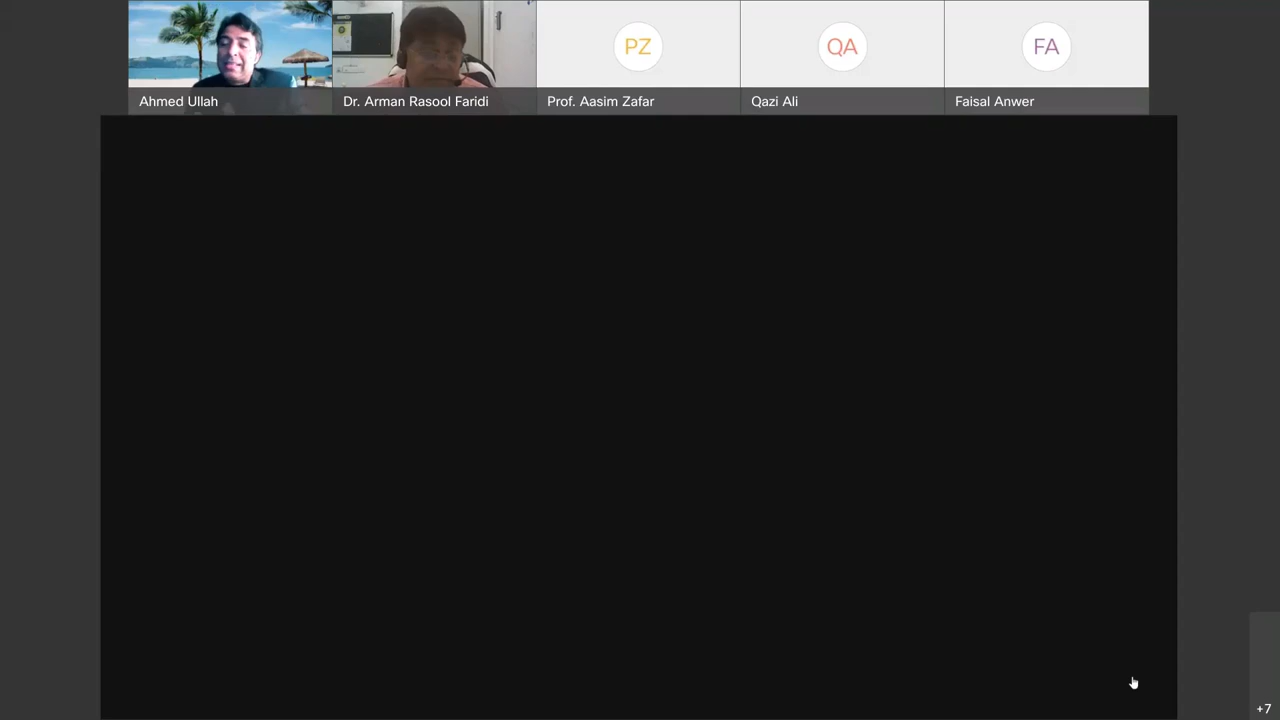 PZ
QA
FA
Ahmed Ullah
Dr. Arman Rasool Faridi
Prof. Aasim Zafar
Qazi Ali
Faisal Anwer
+7